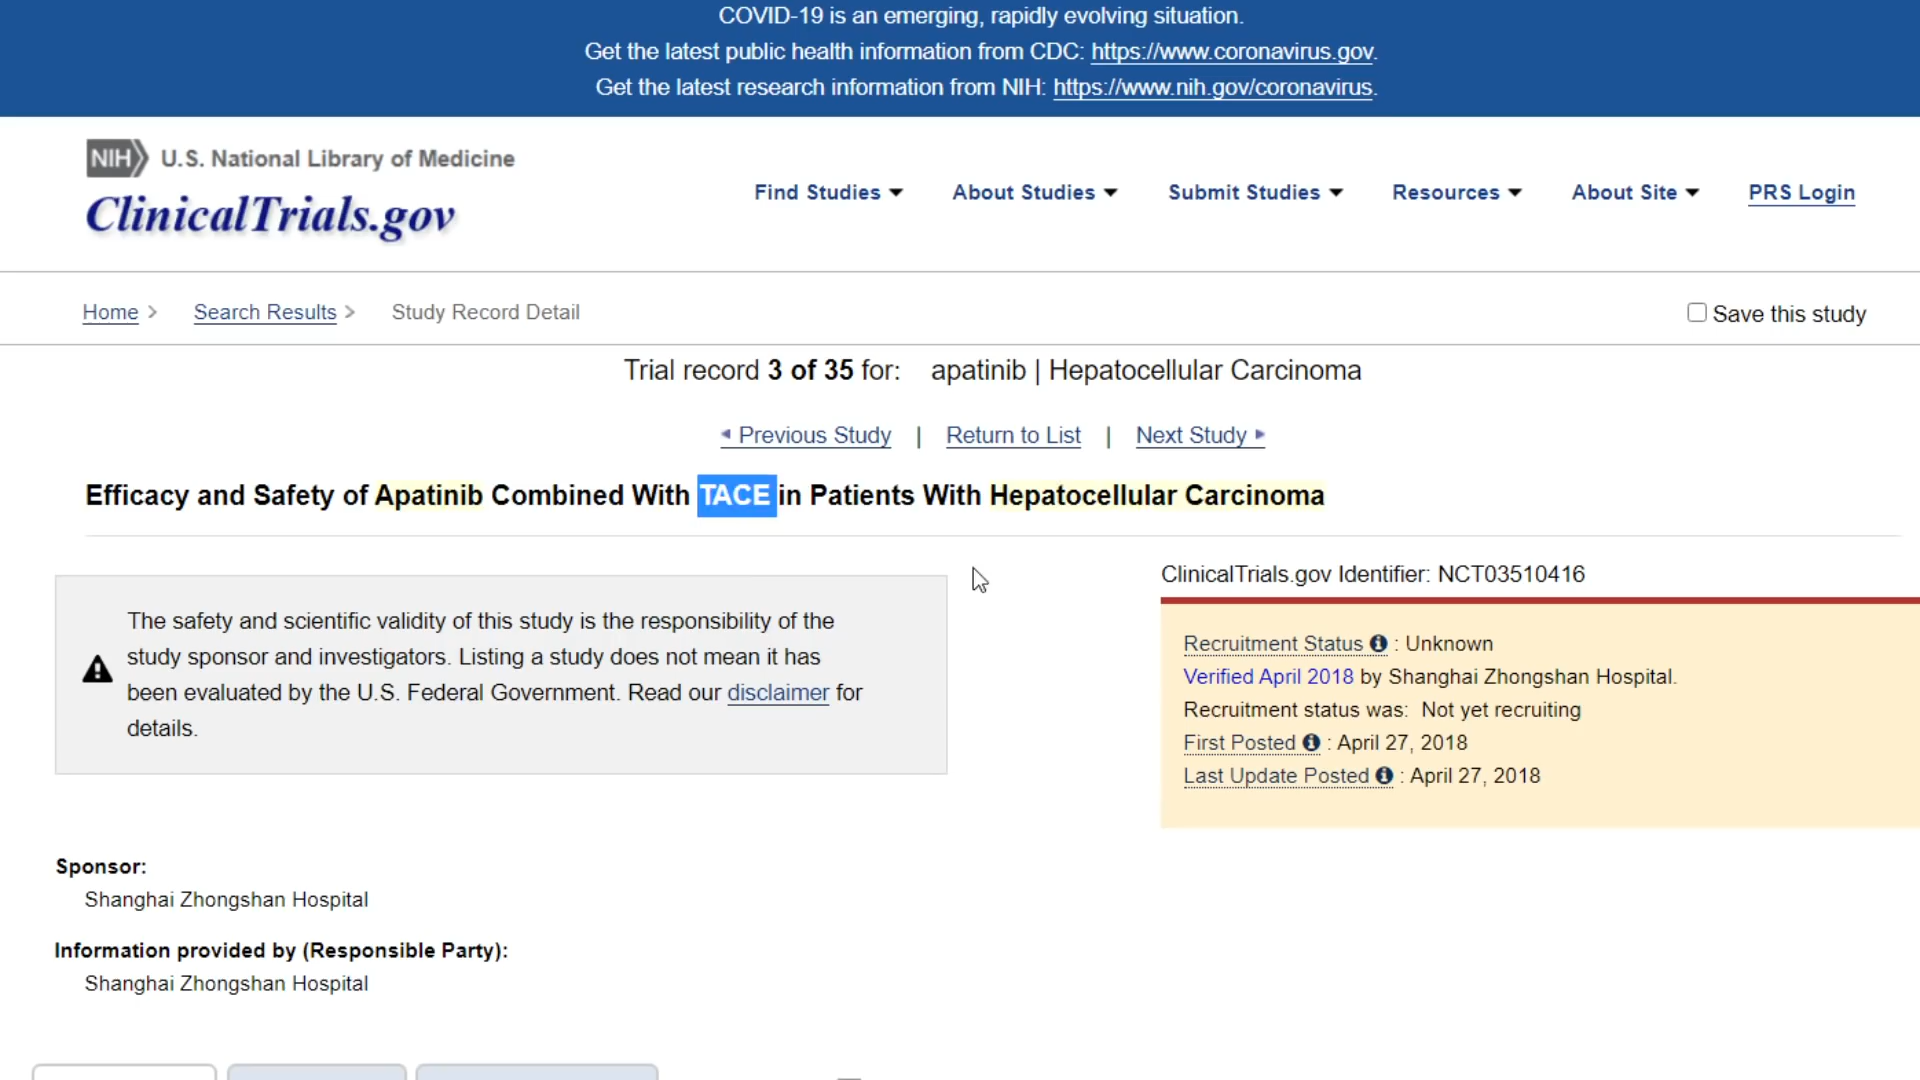 COVID-19 is an emerging, rapidly evolving situation.
Get the latest public health information from CDC: https://www.coronavirus.gov.
Get the latest research information from NIH: https://www.nih.gov/coronavirus.
NIH U.S. National Library of Medicine
ClinicalTrials.gov
Find Studies About Studies Submit Studies Resources About Site PRS Login
Home > Search Results > Study Record Detail
Save this study
Trial record 3 of 35 for: apatinib | Hepatocellular Carcinoma
Previous Study | Return to List | Next Study
Efficacy and Safety of Apatinib Combined With TACE in Patients With Hepatocellular Carcinoma
The safety and scientific validity of this study is the responsibility of the
study sponsor and investigators. Listing a study does not mean it has
been evaluated by the U.S. Federal Government. Read our disclaimer for
details.
ClinicalTrials.gov Identifier: NCT03510416
Recruitment Status : Unknown
Verified April 2018 by Shanghai Zhongshan Hospital.
Recruitment status was: Not yet recruiting
First Posted : April 27, 2018
Last Update Posted : April 27, 2018
Sponsor:
Shanghai Zhongshan Hospital
Information provided by (Responsible Party):
Shanghai Zhongshan Hospital